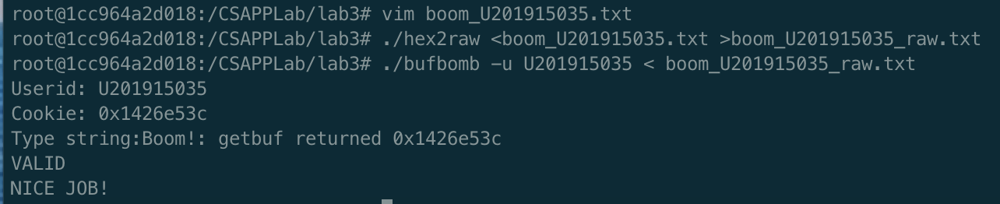 root@1cc964a2d018:/CSAPPLab/lab3# vim boom_U201915035.txt
root@1cc964a2d018:/CSAPPLab/lab3# ./hex2raw <boom_U201915035.txt >boom_U201915035_raw.txt
root@1cc964a2d018:/CSAPPLab/lab3# ./bufbomb -u U201915035 < boom_U201915035_raw.txt
Userid: U201915035
Cookie: 0x1426e53c
Type string:Boom!: getbuf returned 0x1426e53c
VALID
NICE JOB!